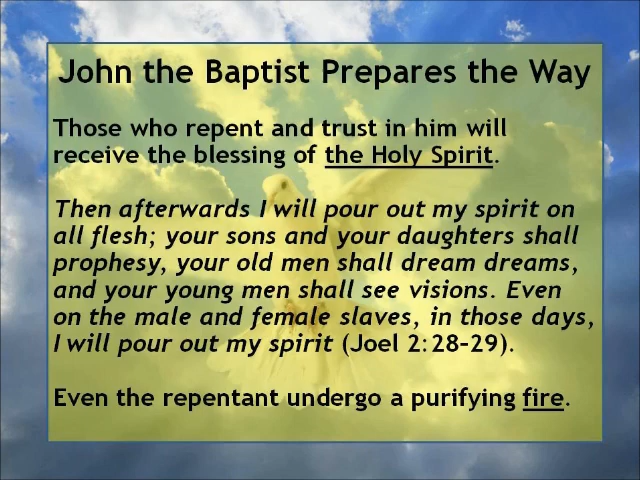 John the Baptist Prepares the Way
Those who repent and trust in him will
receive the blessing of the Holy Spirit.
Then afterwards I will pour out my spirit on
all flesh; your sons and your daughters shall
prophesy, your old men shall dream dreams,
and your young men shall see visions. Even
on the male and female slaves, in those days,
I will pour out my spirit (Joel 2:28-29).
Even the repentant undergo a purifying fire.